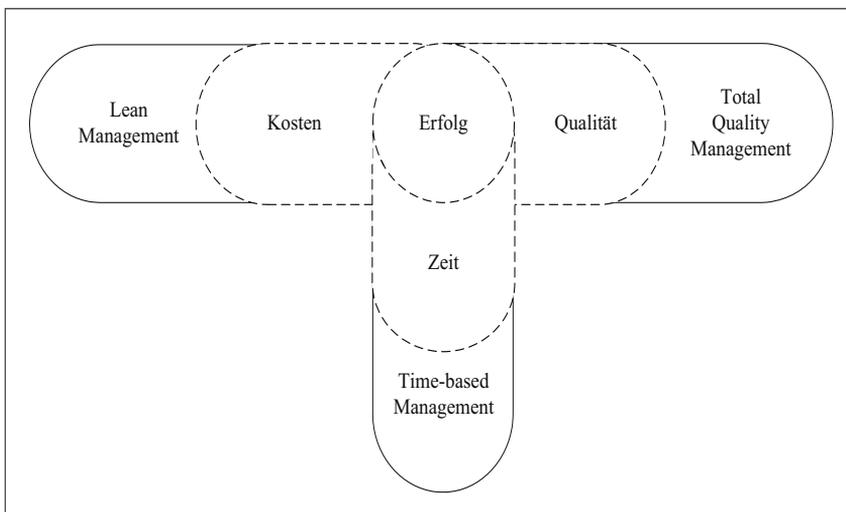 Lean
Management
Kosten
Erfolg
Qualität
Total
Quality
Management
Zeit
Time-based
Management